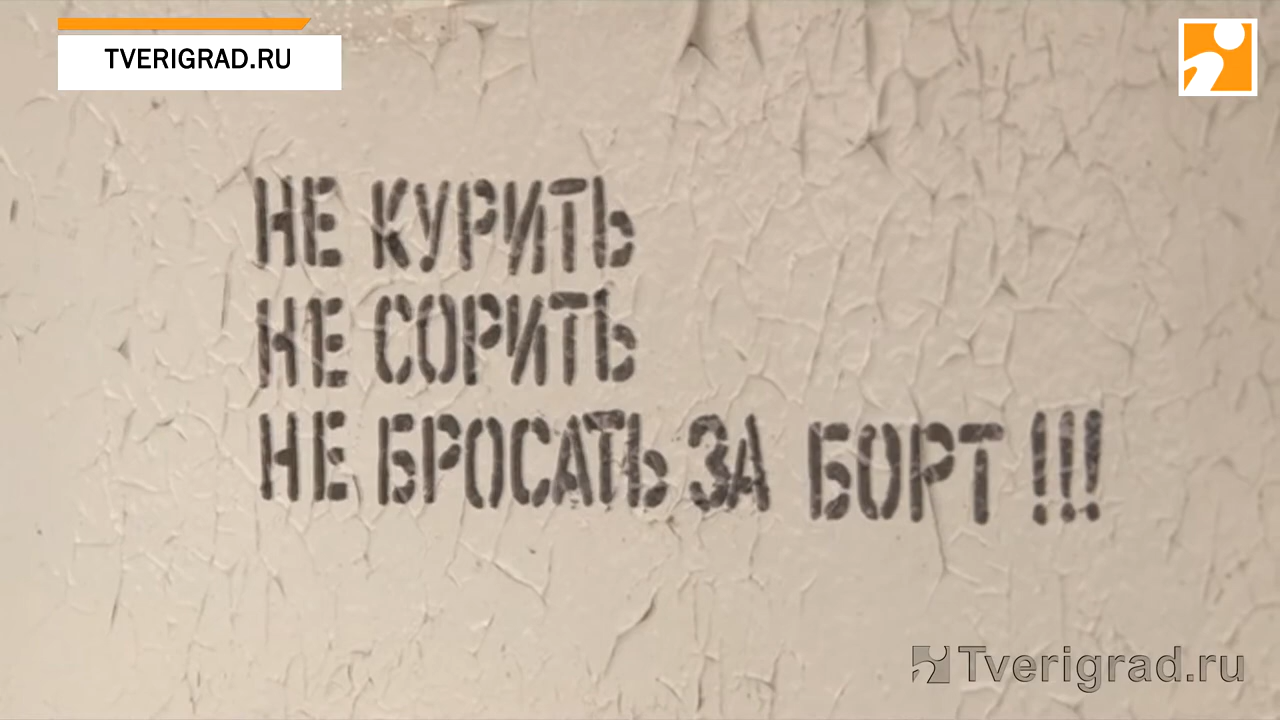 TVERIGRAD.RU
НЕ КУРИТЬ
НЕ СОРИТЬ
НЕ БРОСАТЬ ЗА БОРТ!!!
Tverigrad.ru